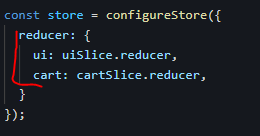 const store = configureStore({
reducer: {
ui: uiSlice.reducer,
cart: cartSlice.reducer,
}
});